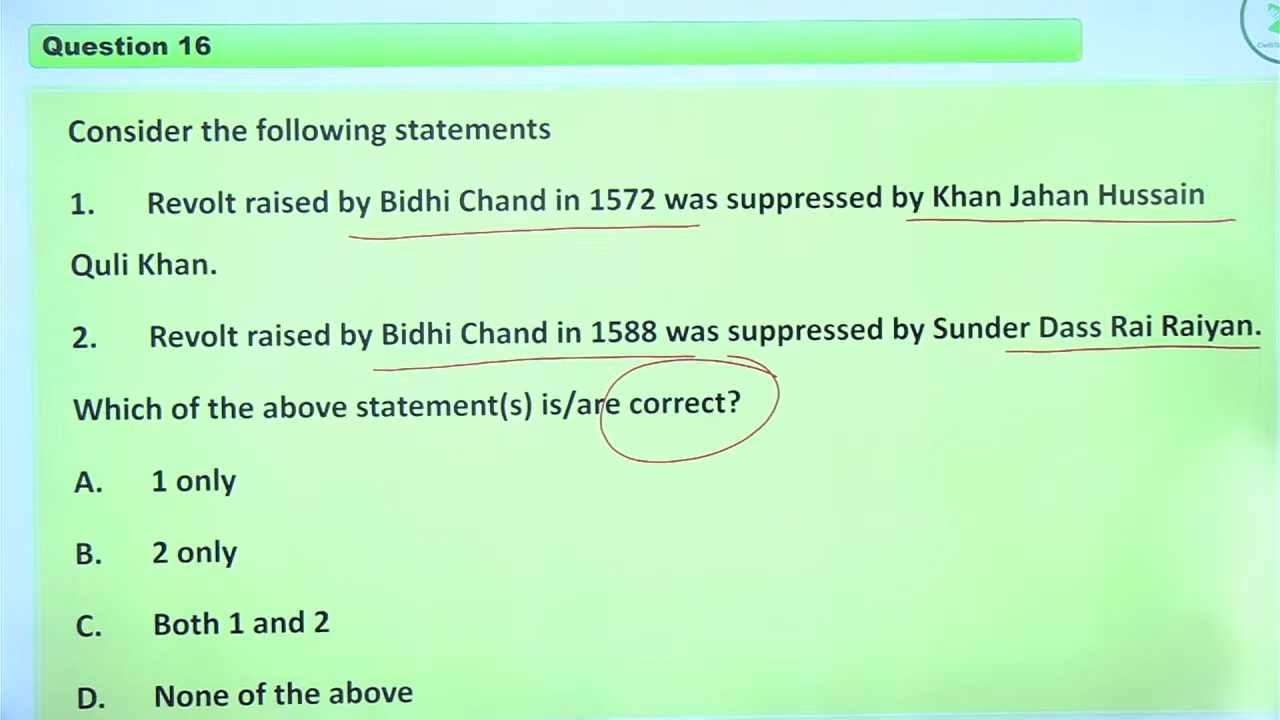 Question 16
Consider the following statements
1. Revolt raised by Bidhi Chand in 1572 was suppressed by Khan Jahan Hussain
Quli Khan.
2. Revolt raised by Bidhi Chand in 1588 was suppressed by Sunder Dass Rai Raiyan.
Which of the above statement(s) is/are correct?
A. 1 only
B. 2 only
C. Both 1 and 2
D. None of the above